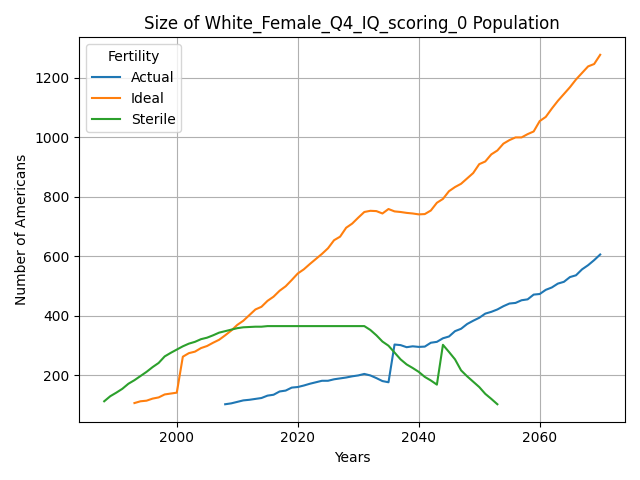 Size of White_Female_Q4_IQ_scoring_0 Population
Fertility
Actual
Ideal
Sterile
1200
1000
800
600
400
200
Number of Americans
2000
2020
2040
2060
Years